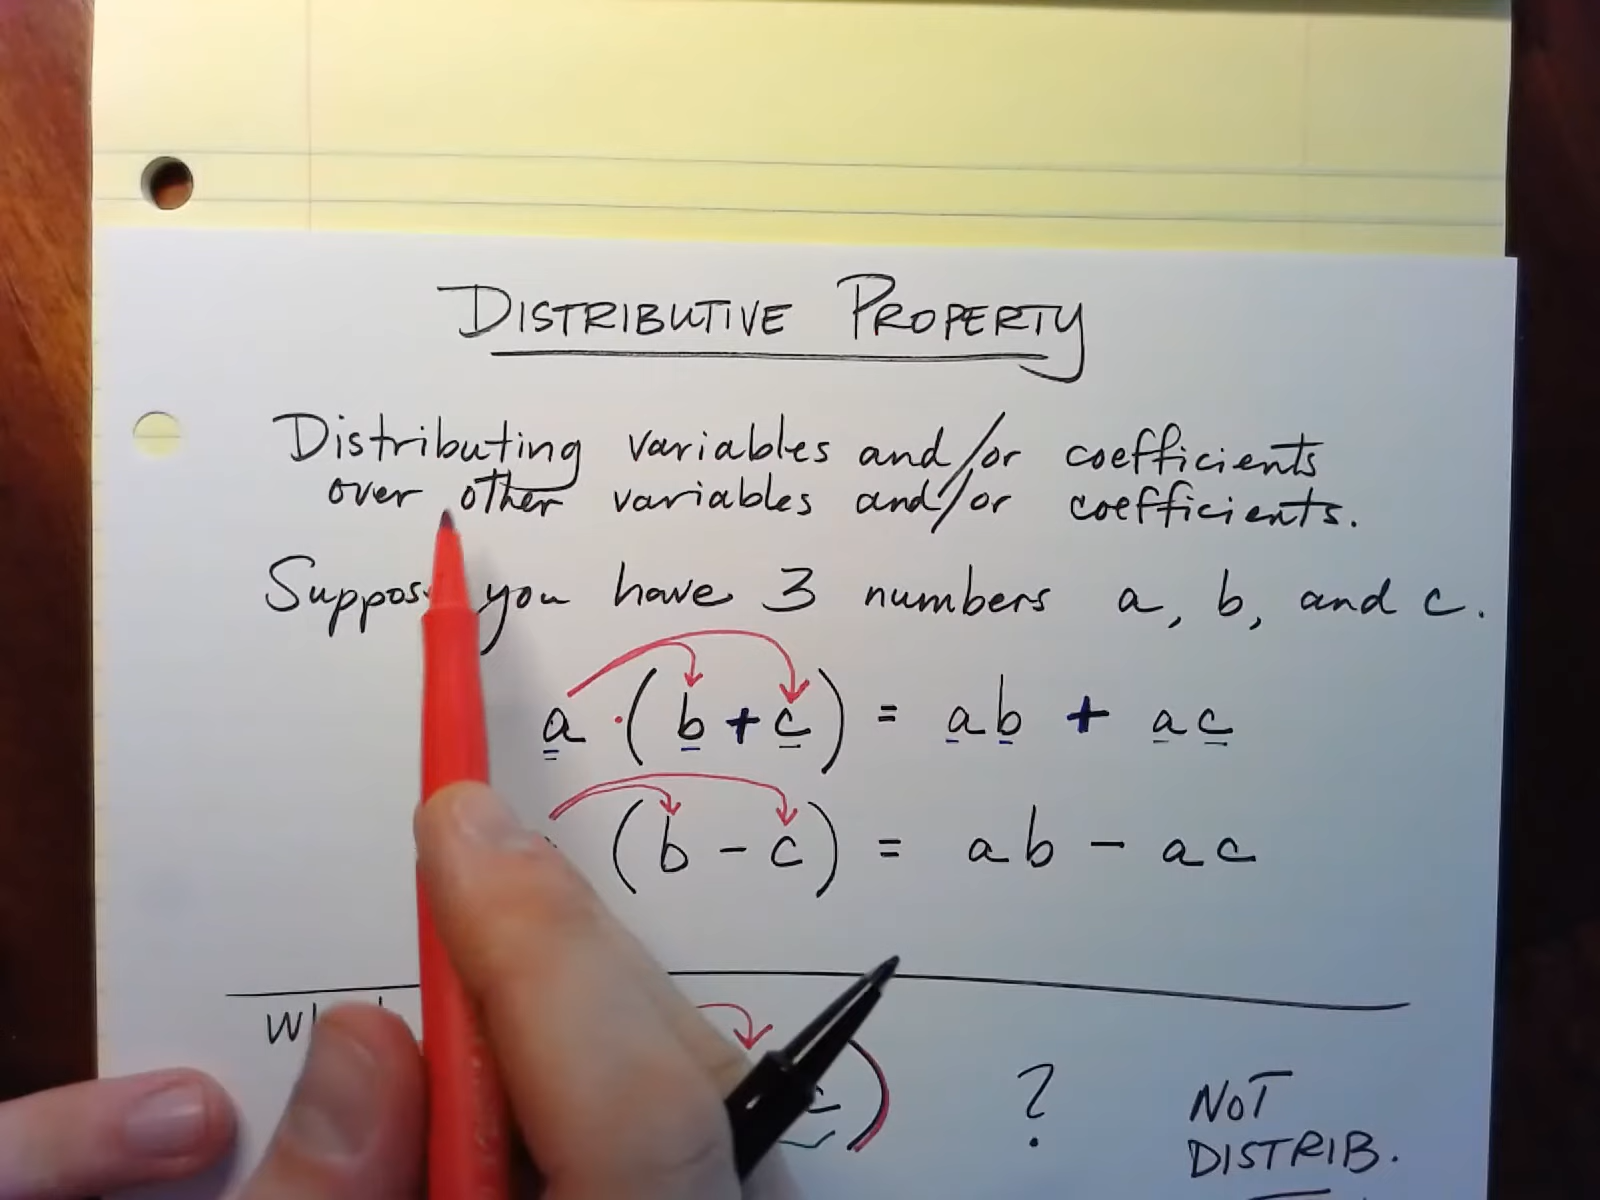 DISTRIBUTIVE PROPERTY
Distributing variables and/or coefficients
over other variables and/or coefficients.
Suppos you have 3 numbers a, b, and c.
a · (b + c) = ab + ac
(b - c) = ab - ac
c) ? NOT
DISTRIB.